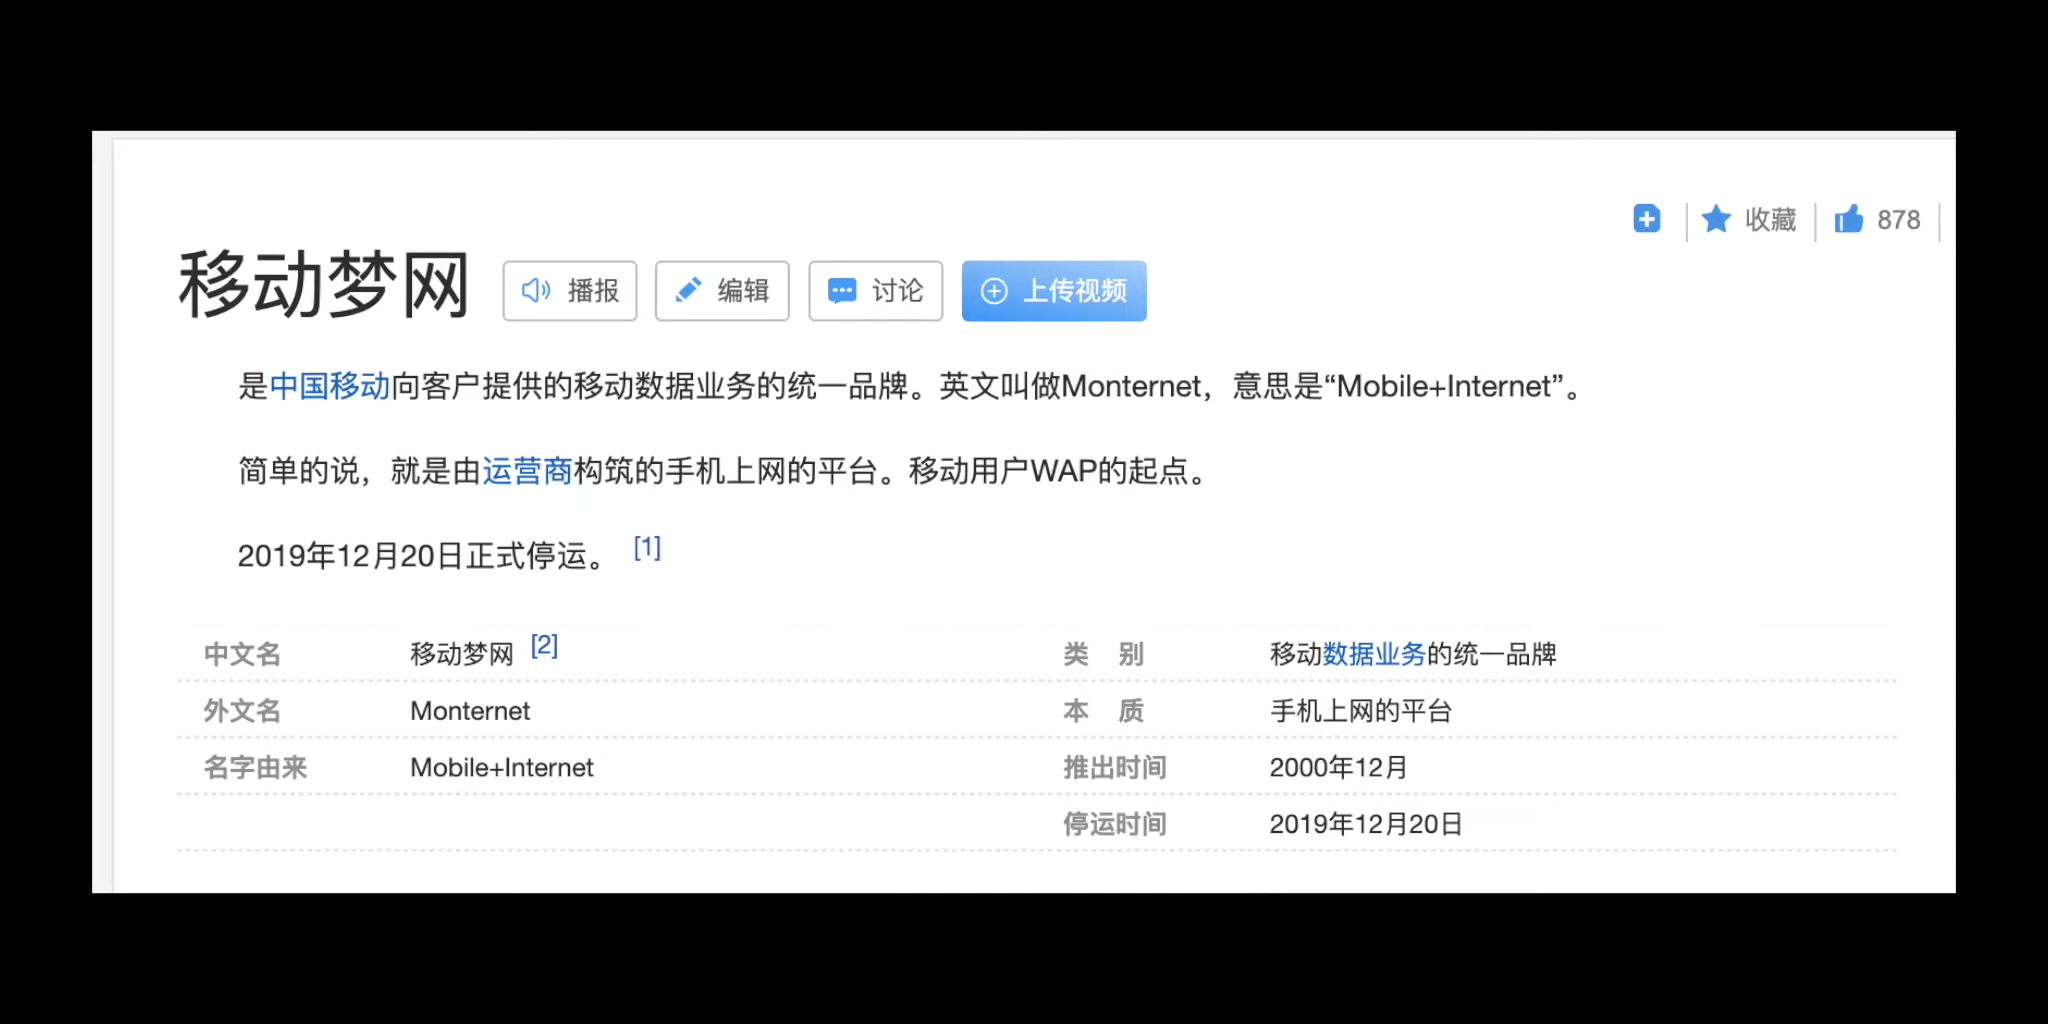 收藏 878
移动梦网 播报 编辑 讨论 上传视频
是中国移动向客户提供的移动数据业务的统一品牌。英文叫做Monternet，意思是“Mobile+Internet”。
简单的说，就是由运营商构筑的手机上网的平台。移动用户WAP的起点。
2019年12月20日正式停运。 [1]
中文名 移动梦网 [2] 类 别 移动数据业务的统一品牌
外文名 Monternet 本 质 手机上网的平台
名字由来 Mobile+Internet 推出时间 2000年12月
停运时间 2019年12月20日